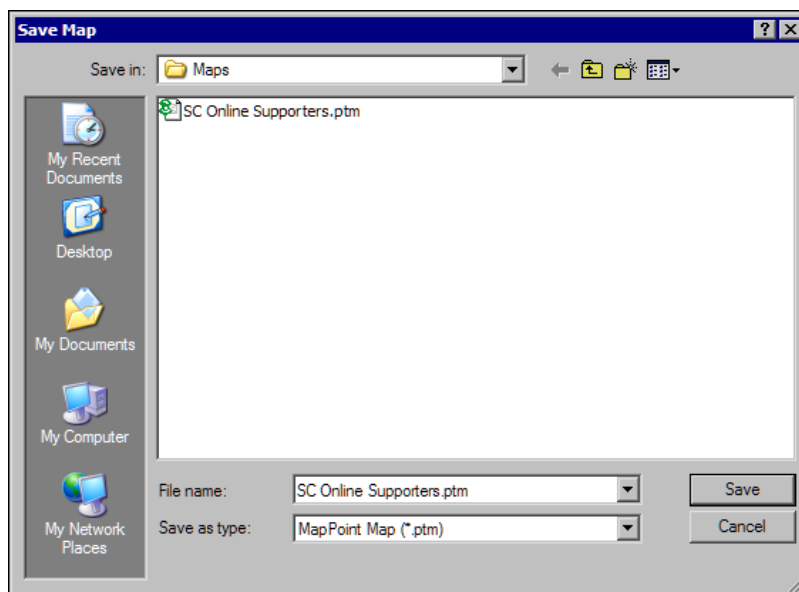 Save Map
Save in:
Maps
SC Online Supporters.ptm
My Recent
Documents
Desktop
My Documents
My Computer
My Network
Places
File name:
SC Online Supporters.ptm
Save
Save as type:
MapPoint Map (*.ptm)
Cancel